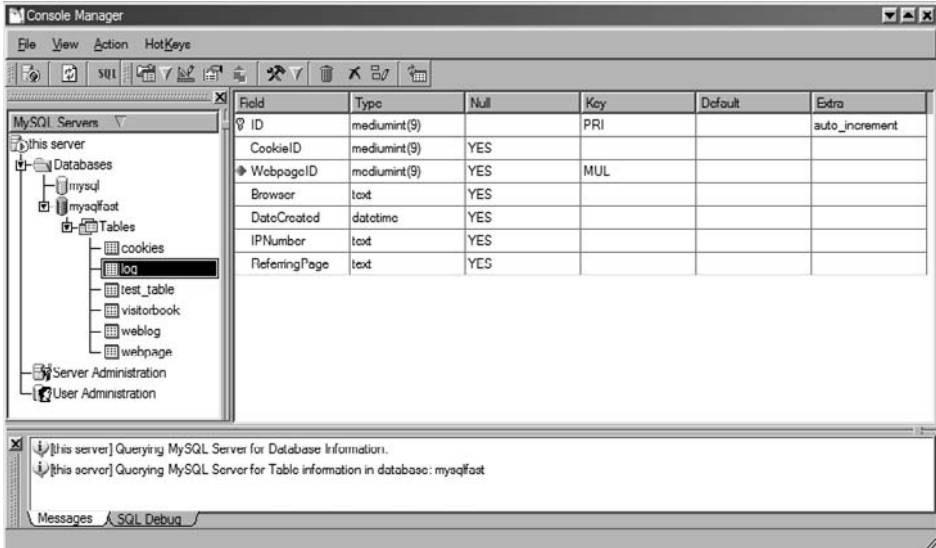 Console Manager
File View Action HotKeys
SQL
MySQL Servers
this server
Databases
mysql
mysqlfast
Tables
cookies
log
test_table
visitorbook
weblog
webpage
Server Administration
User Administration
Field Type Null Key Default Extra
ID mediumint(9) PRI auto_increment
CookieID mediumint(9) YES
WebpageID mediumint(9) YES MUL
Browser text YES
DateCreated datetime YES
IPNumber text YES
ReferringPage text YES
[this server] Querying MySQL Server for Database Information.
[this server] Querying MySQL Server for Table information in database: mysqlfast
Messages SQL Debug